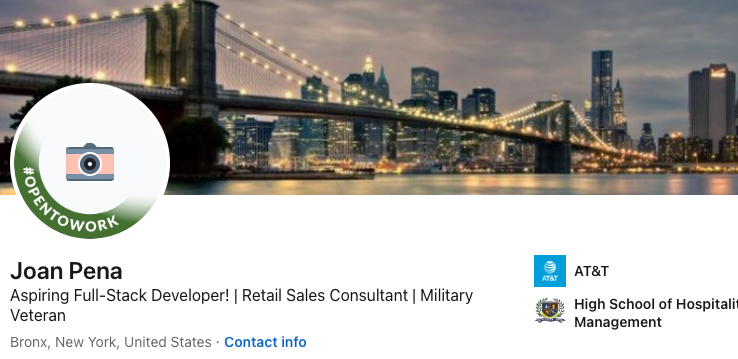 #OPENTOWORK
Joan Pena
Aspiring Full-Stack Developer! | Retail Sales Consultant | Military
Veteran
Bronx, New York, United States · Contact info
AT&T
AT&T
High School of Hospitalit
Management